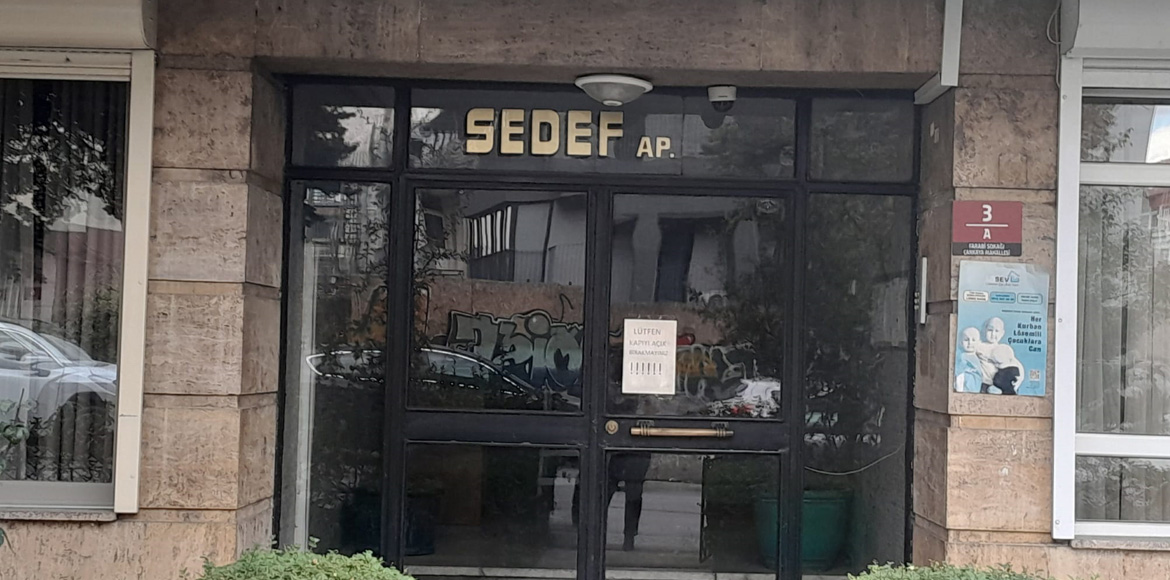 SEDEF AP.
LÜTFEN
KAPIYI AÇIK
BIRAKMAYINIZ
!!!!!!
3
A
FARABİ SOKAĞI
ÇANKAYA MAHALLESİ
SEV
Her
Kurban
Lösemili
Çocuklara
Can